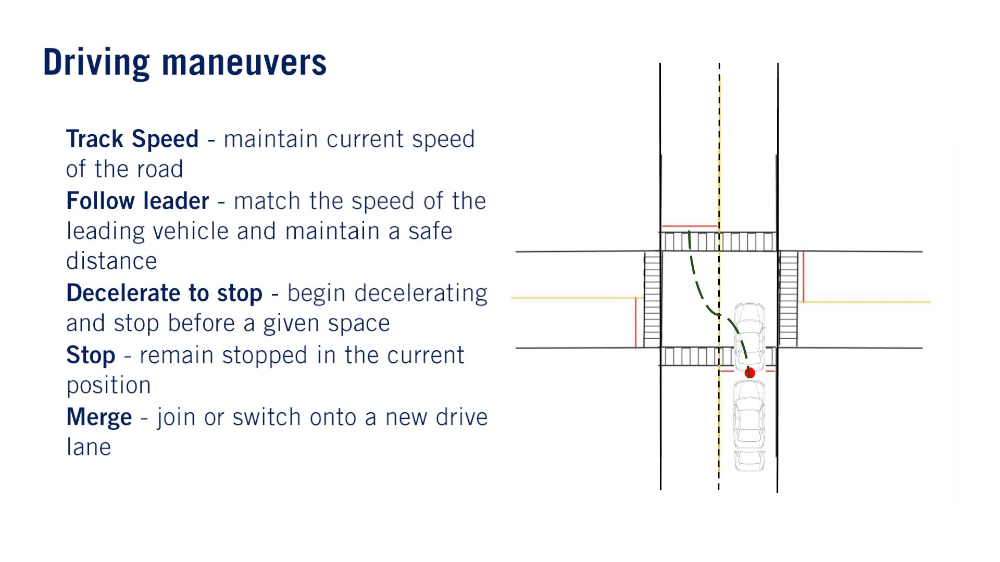 Driving maneuvers
Track Speed - maintain current speed
of the road
Follow leader - match the speed of the
leading vehicle and maintain a safe
distance
Decelerate to stop - begin decelerating
and stop before a given space
Stop - remain stopped in the current
position
Merge - join or switch onto a new drive
lane